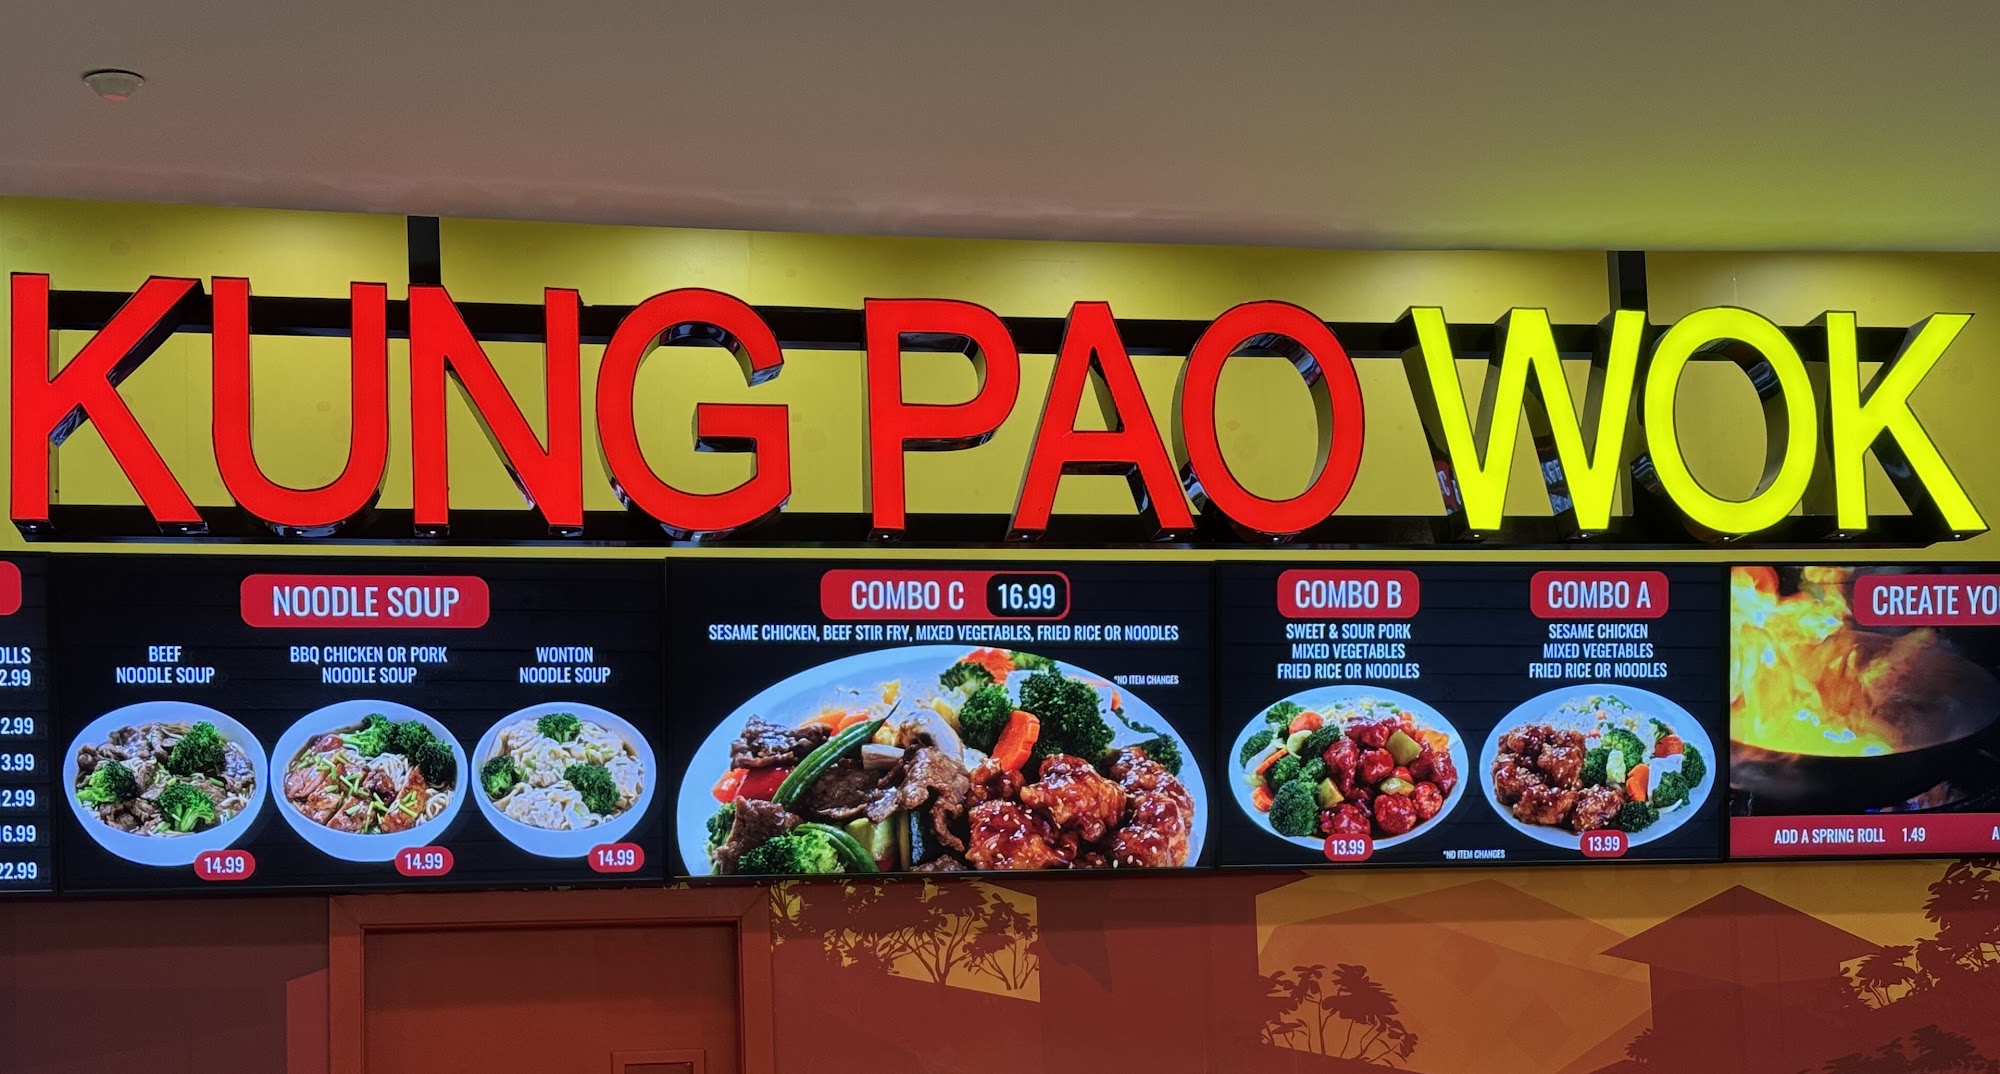 KUNG PAO WOK
NOODLE SOUP
BEEF
NOODLE SOUP
14.99
BBQ CHICKEN OR PORK
NOODLE SOUP
14.99
WONTON
NOODLE SOUP
14.99
COMBO C 16.99
SESAME CHICKEN, BEEF STIR FRY, MIXED VEGETABLES, FRIED RICE OR NOODLES
*NO ITEM CHANGES
COMBO B
SWEET & SOUR PORK
MIXED VEGETABLES
FRIED RICE OR NOODLES
13.99
COMBO A
SESAME CHICKEN
MIXED VEGETABLES
FRIED RICE OR NOODLES
13.99
*NO ITEM CHANGES
CREATE YO
ADD A SPRING ROLL 1.49